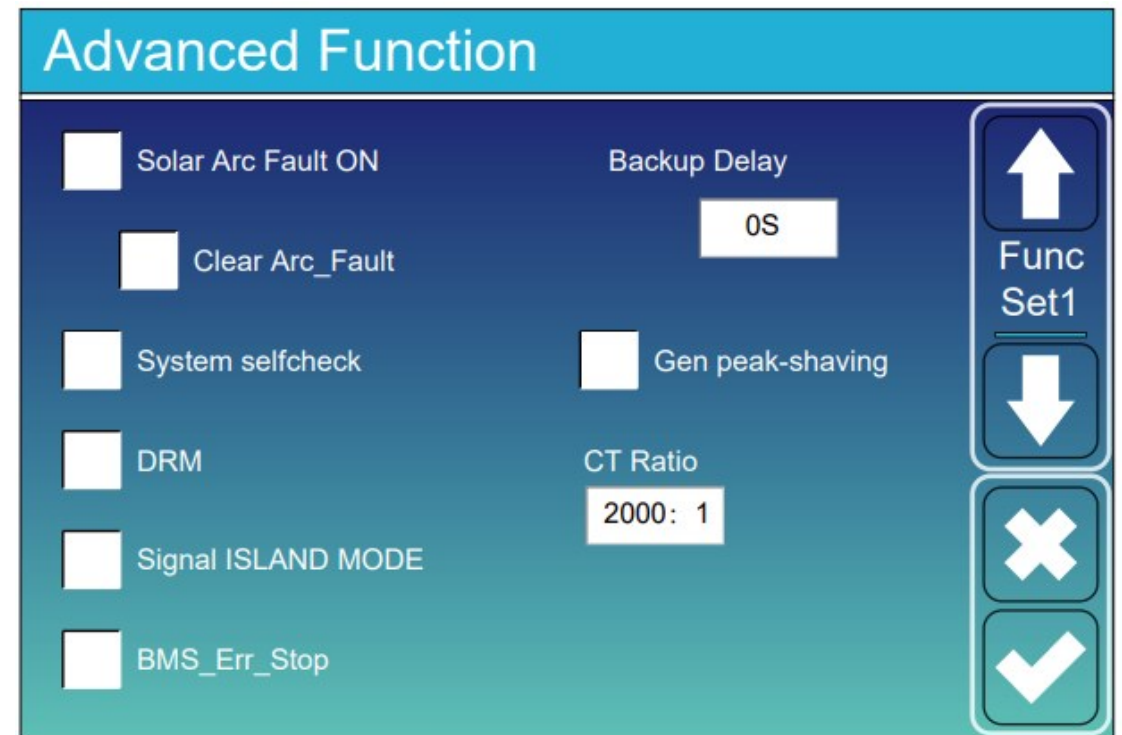 Advanced Function
Solar Arc Fault ON
Backup Delay
0S
Clear Arc_Fault
Func
Set1
System selfcheck
Gen peak-shaving
DRM
CT Ratio
2000: 1
Signal ISLAND MODE
BMS_Err_Stop